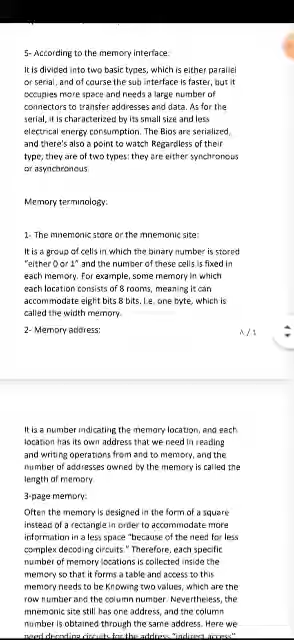 5- According to the memory interface:
It is divided into two basic types, which is either parallel
or serial, and of course the sub interface is faster, but it
occupies more space and needs a large number of
connectors to transfer addresses and data. As for the
serial, it is characterized by its small size and less
electrical energy consumption. The Bios are serialized,
and there's also a point to watch Regardless of their
type, they are of two types: they are either synchronous
or asynchronous.
Memory terminology:
1- The mnemonic store or the mnemonic site:
It is a group of cells in which the binary number is stored
"either 0 or 1" and the number of these cells is fixed in
each memory. For example, some memory in which
each location consists of 8 rooms, meaning it can
accommodate eight bits 8 bits. I.e. one byte, which is
called the width memory.
2- Memory address:
٨ / ٦
It is a number indicating the memory location, and each
location has its own address that we need in reading
and writing operations from and to memory, and the
number of addresses owned by the memory is called the
length of memory
3-page memory:
Often the memory is designed in the form of a square
instead of a rectangle in order to accommodate more
information in a less space "because of the need for less
complex decoding circuits." Therefore, each specific
number of memory locations is collected inside the
memory so that it forms a table and access to this
memory needs to be Knowing two values, which are the
row number and the column number. Nevertheless, the
mnemonic site still has one address, and the column
number is obtained through the same address. Here we
need decoding circuits for the address "indirect access"